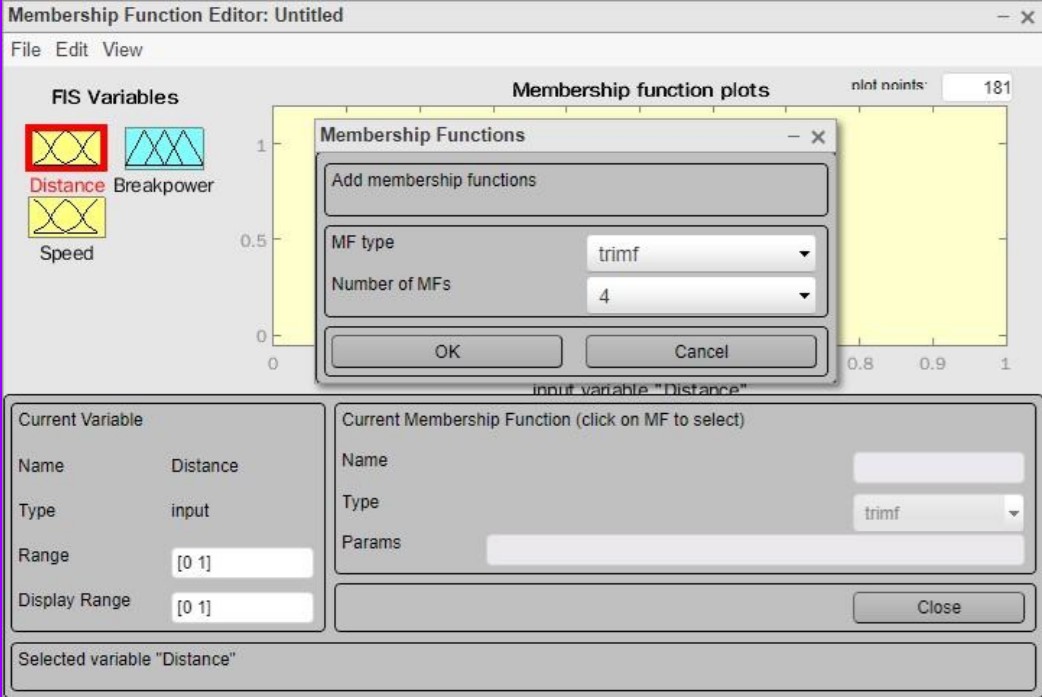 Membership Function Editor: Untitled
File Edit View
FIS Variables
Membership function plots
plot points:
181
Distance Breakpower
Speed
1
0.5
0
0
0.8
0.9
1
input variable "Distance"
Membership Functions
Add membership functions
MF type
trimf
Number of MFs
4
OK
Cancel
Current Variable
Name Distance
Type input
Range [0 1]
Display Range [0 1]
Current Membership Function (click on MF to select)
Name
Type trimf
Params
Close
Selected variable "Distance"